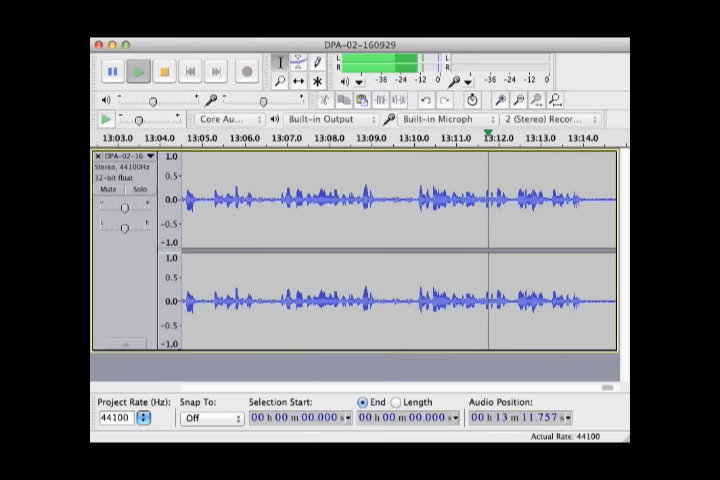 DPA-02-160929
L
R
-36 -24 -12 0
L
R
-36 -24 -12 0
- +
- +
- +
Core Au... Built-in Output Built-in Microph 2 (Stereo) Recor...
13:03.0 13:04.0 13:05.0 13:06.0 13:07.0 13:08.0 13:09.0 13:10.0 13:11.0 13:12.0 13:13.0 13:14.0
X DPA-02-16
Stereo, 44100Hz
32-bit float
Mute Solo
- +
L R
1.0
0.5-
0.0-
-0.5-
-1.0
1.0
0.5-
0.0-
-0.5-
-1.0
Project Rate (Hz): Snap To: Selection Start: End Length Audio Position:
44100 Off 00 h 00 m 00.000 s 00 h 00 m 00.000 s 00 h 13 m 11.757 s
Actual Rate: 44100